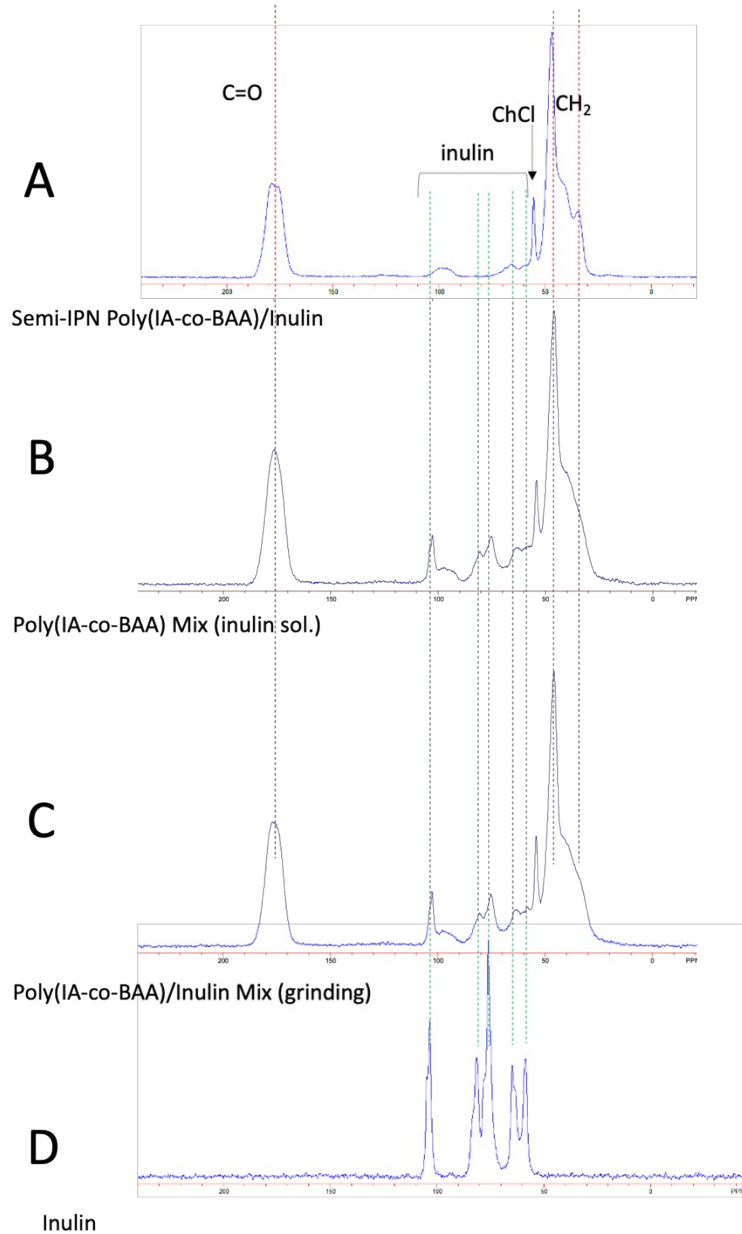 C=O
ChCl
CH2
inulin
A
200 150 100 50 0
Semi-IPN Poly(IA-co-BAA)/Inulin
B
200 150 100 50 0 PPM
Poly(IA-co-BAA) Mix (inulin sol.)
C
200 150 100 50 0 PPM
Poly(IA-co-BAA)/Inulin Mix (grinding)
D
200 150 100 50 0 PPM
Inulin